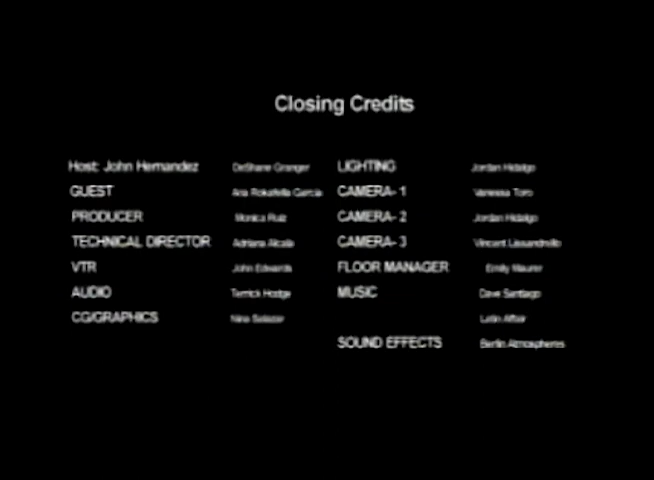 Closing Credits
Host: John Hernandez DeShane Granger
GUEST Ana Rokafella Garcia
PRODUCER Monica Ruiz
TECHNICAL DIRECTOR Adriana Alcala
VTR John Edwards
AUDIO Hodge
CG/GRAPHICS Nina Salazar
LIGHTING Jordan Hidalgo
CAMERA- 1 Vanessa Toro
CAMERA- 2 Jordan Hidalgo
CAMERA- 3 Vincent
FLOOR MANAGER Emily Maurer
MUSIC Dave Santiago
Latin Affair
SOUND EFFECTS Berlin Atmospheres